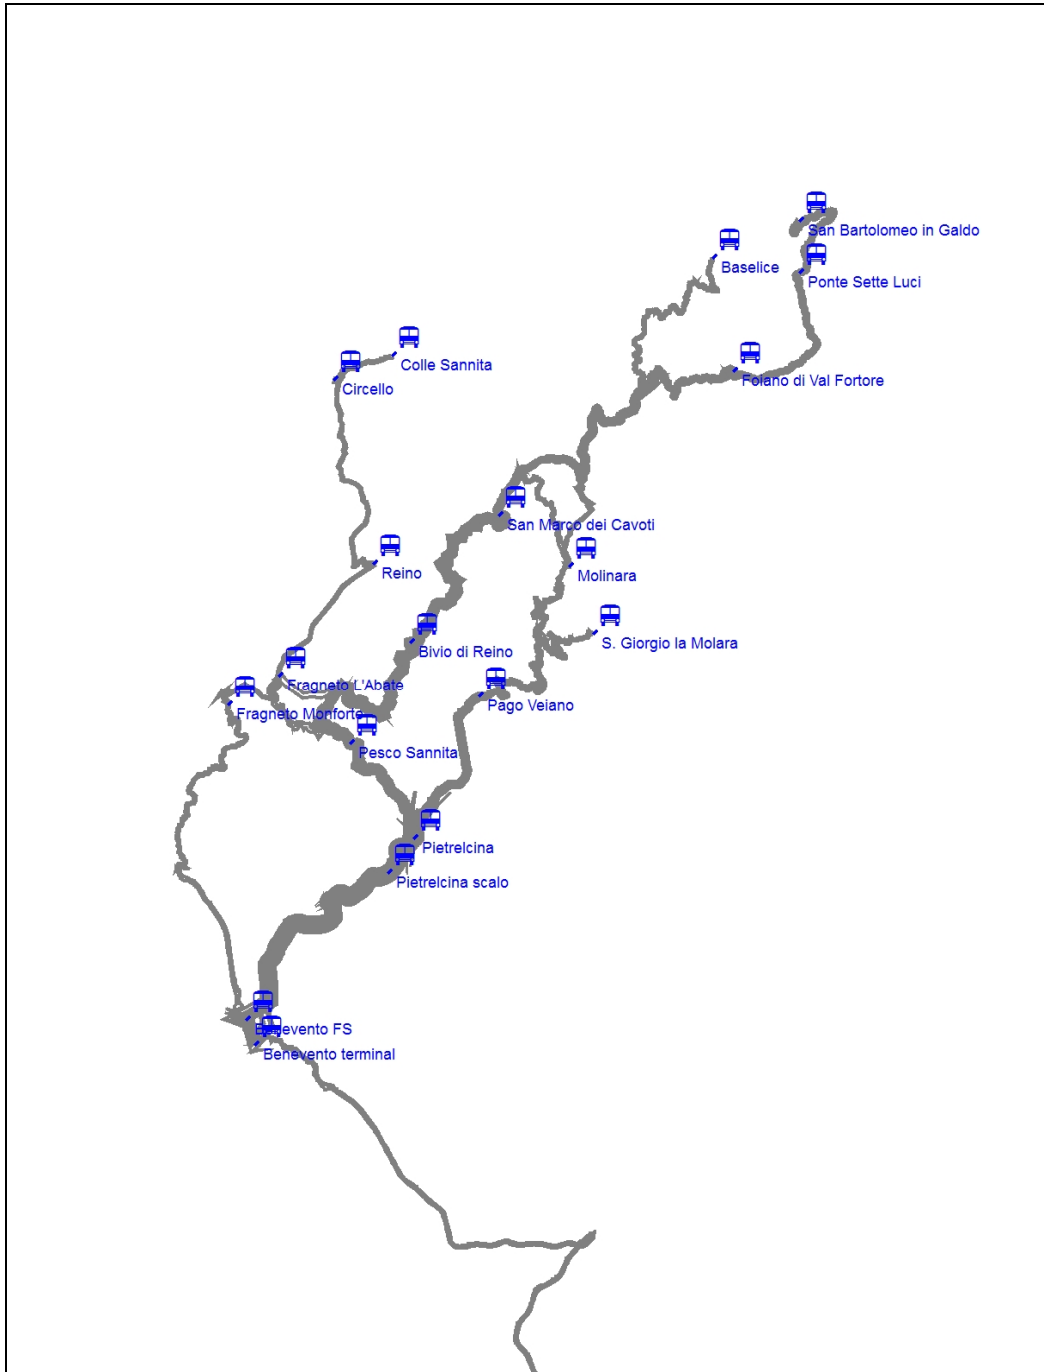 San Bartolomeo in Galdo
Baselice
Ponte Sette Luci
Colle Sannita
Foiano di Val Fortore
Circello
San Marco dei Cavoti
Reino
Molinara
Bivio di Reino
S. Giorgio la Molara
Fragneto L'Abate
Pago Veiano
Fragneto Monforte
Pesco Sannita
Pietrelcina
Pietrelcina scalo
Benevento FS
Benevento terminal